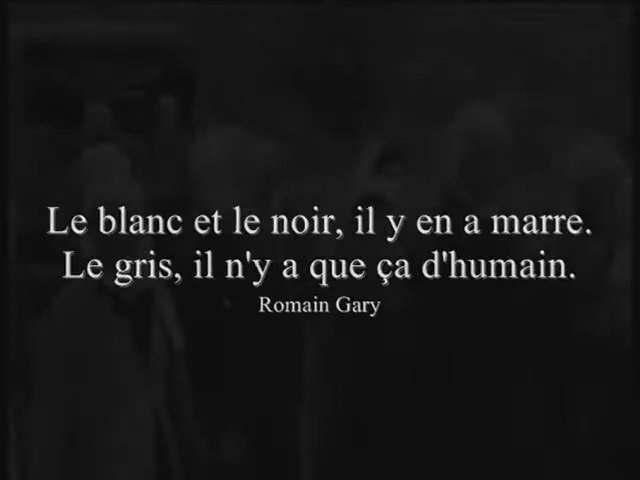 Le blanc et le noir, il y en a marre.
Le gris, il n'y a que ça d'humain.
Romain Gary